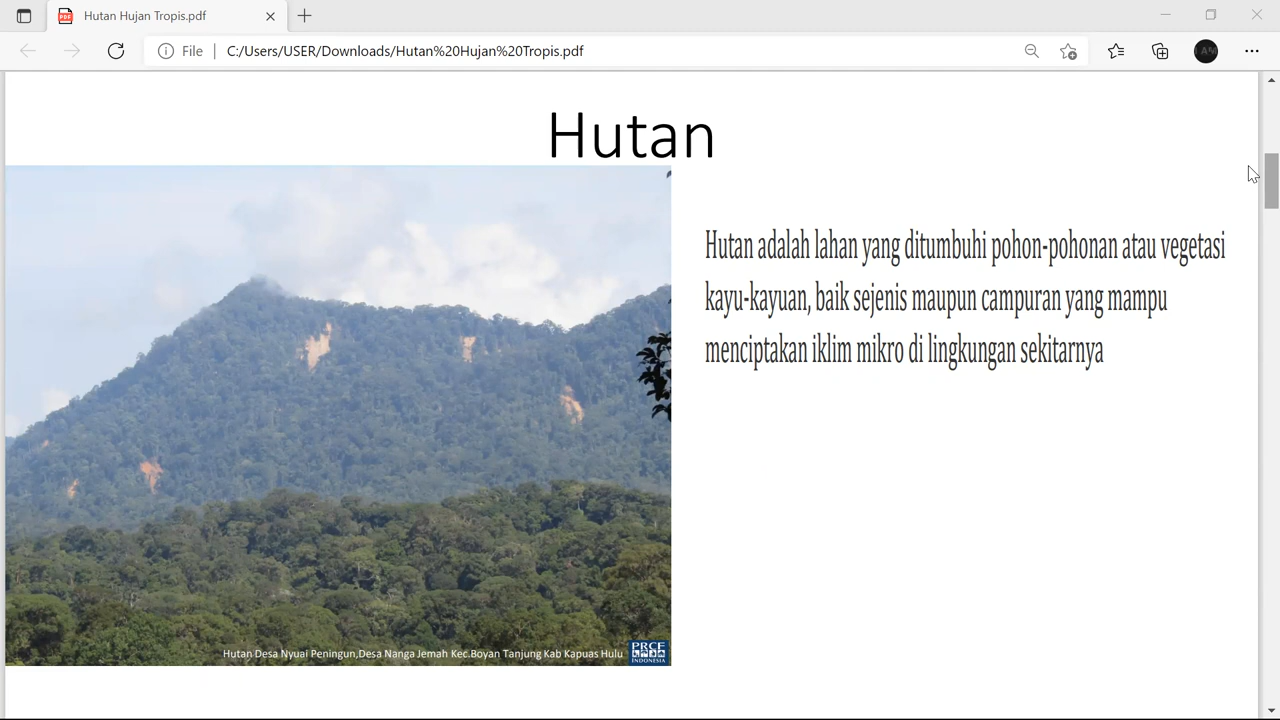 Hutan Hujan Tropis.pdf
File
C:/Users/USER/Downloads/Hutan%20Hujan%20Tropis.pdf
I AM
Hutan
Hutan adalah lahan yang ditumbuhi pohon-pohonan atau vegetasi
kayu-kayuan, baik sejenis maupun campuran yang mampu
menciptakan iklim mikro di lingkungan sekitarnya
Hutan Desa Nyuai Peningun,Desa Nanga Jemah Kec.Boyan Tanjung Kab Kapuas Hulu
PRCF
INDONESIA